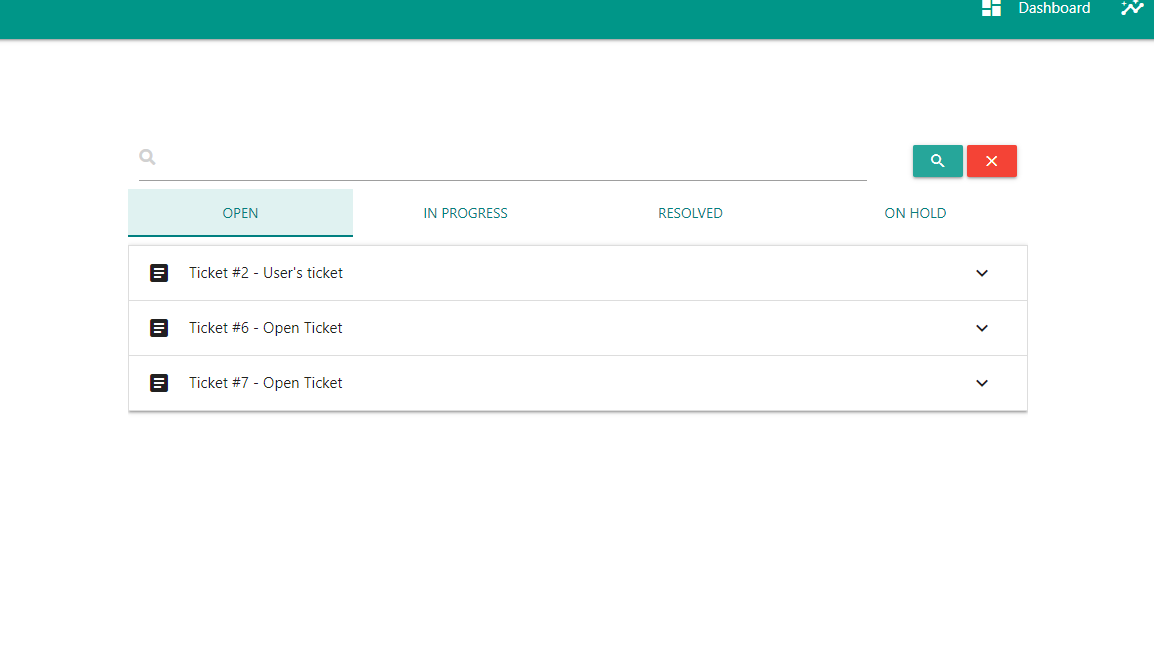 Dashboard
OPEN IN PROGRESS RESOLVED ON HOLD
Ticket #2 - User's ticket
Ticket #6 - Open Ticket
Ticket #7 - Open Ticket